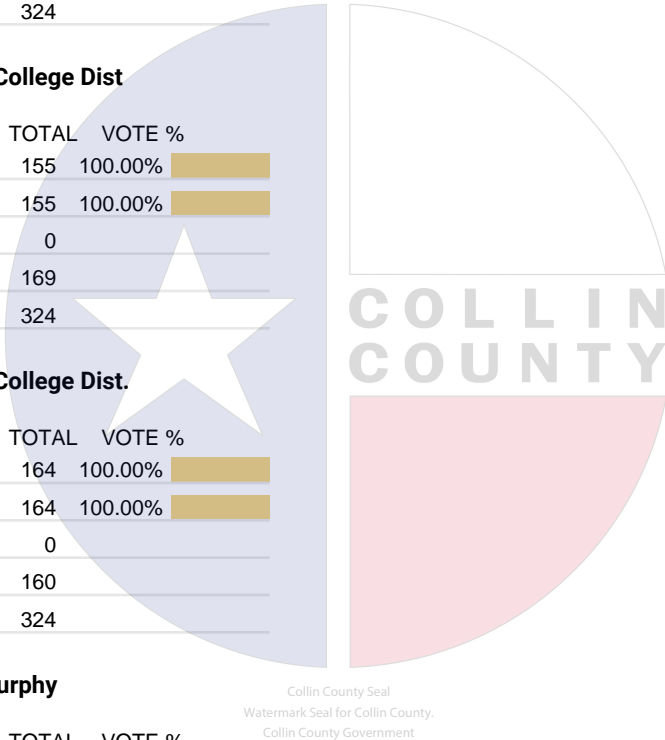 324
College Dist
TOTAL VOTE %
155 100.00%
155 100.00%
0
169
324
COLLIN
COUNTY
College Dist.
TOTAL VOTE %
164 100.00%
164 100.00%
0
160
324
urphy
Collin County Seal
Watermark Seal for Collin County.
Collin County Government
TOTAL VOTE %